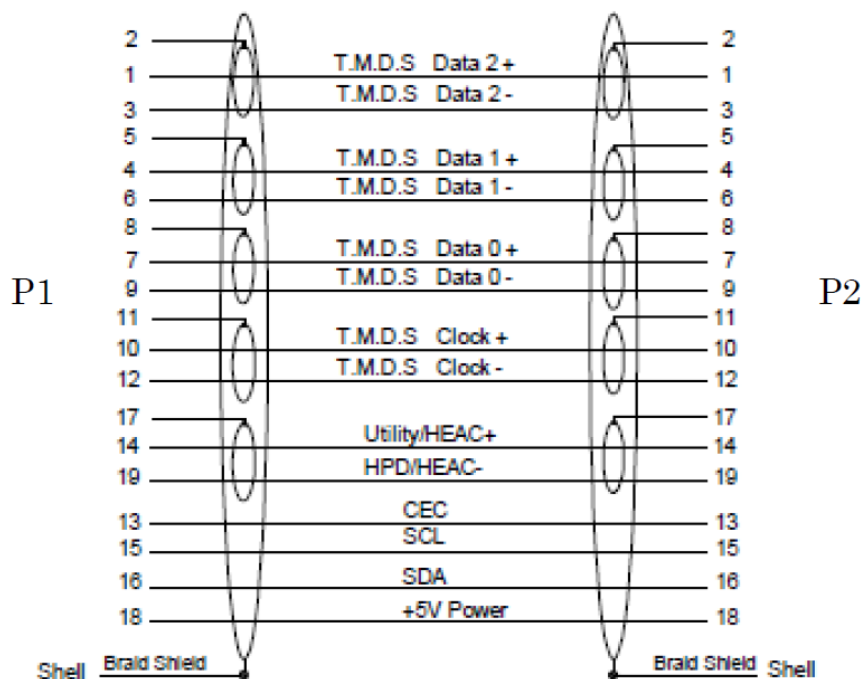 2 2
T.M.D.S Data 2+
1 1
T.M.D.S Data 2-
3 3
5 5
T.M.D.S Data 1+
4 4
T.M.D.S Data 1-
6 6
8 8
T.M.D.S Data 0+
7 7
T.M.D.S Data 0-
9 9
P1 P2
11 11
T.M.D.S Clock+
10 10
T.M.D.S Clock-
12 12
17 17
Utility/HEAC+
14 14
HPD/HEAC-
19 19
CEC
13 13
SCL
15 15
SDA
16 16
+5V Power
18 18
Shell Braid Shield Braid Shield Shell